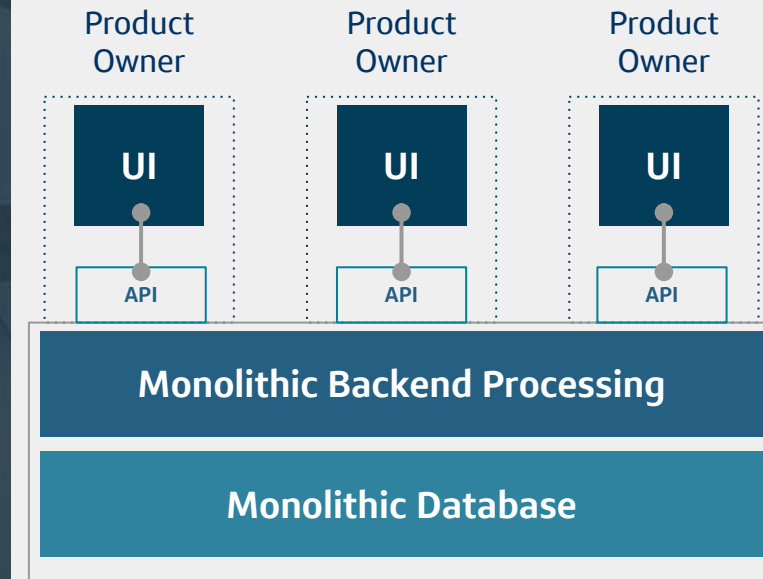 Product
Owner
Product
Owner
Product
Owner
UI
UI
UI
API
API
API
Monolithic Backend Processing
Monolithic Database